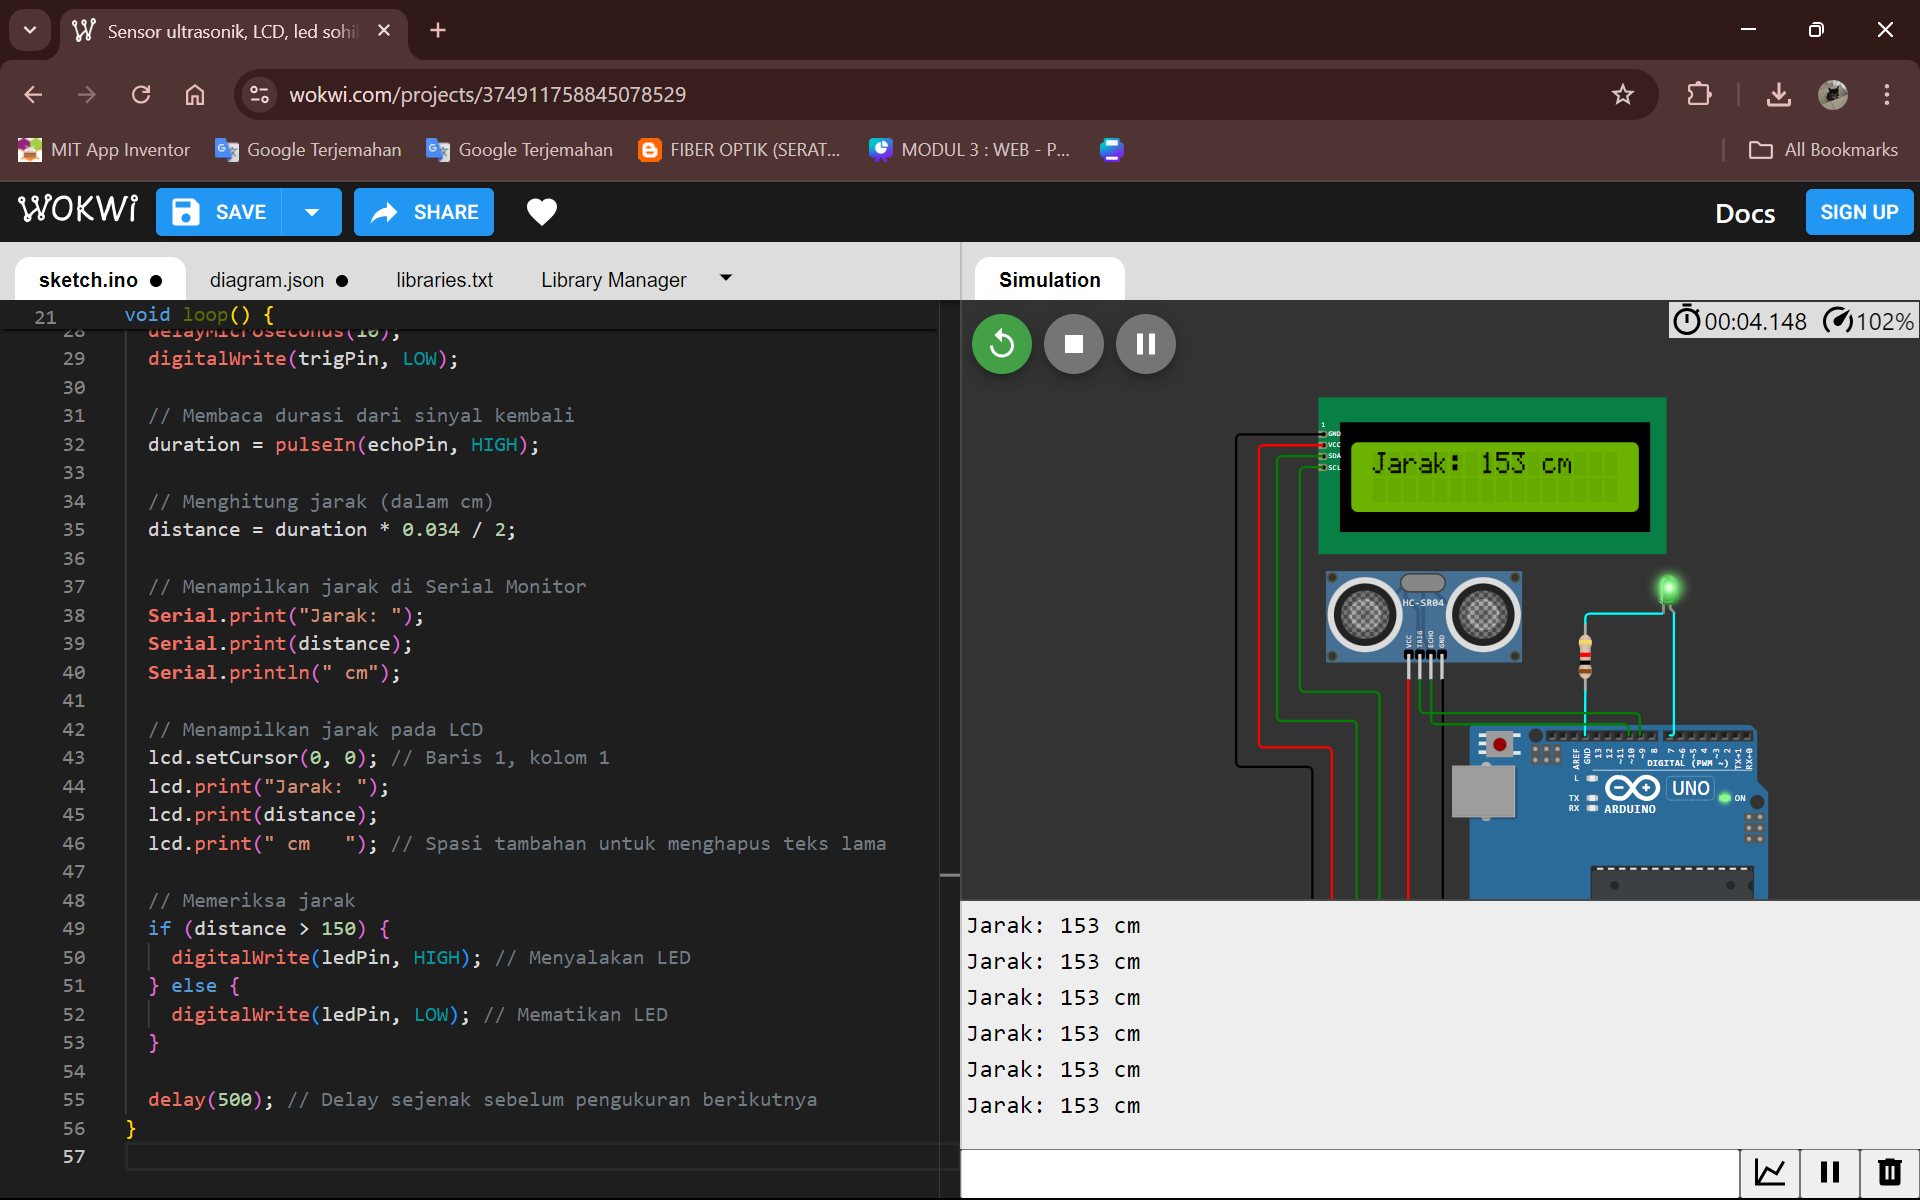 Sensor ultrasonik, LCD, led sohi
wokwi.com/projects/374911758845078529
MIT App Inventor
Google Terjemahan
Google Terjemahan
FIBER OPTIK (SERAT...
MODUL 3 : WEB - P...
All Bookmarks
WOKWi
SAVE
SHARE
Docs
SIGN UP
sketch.ino
diagram.json
libraries.txt
Library Manager
21 void loop() {
28 delayMicroseconds(10);
29 digitalWrite(trigPin, LOW);
30
31 // Membaca durasi dari sinyal kembali
32 duration = pulseIn(echoPin, HIGH);
33
34 // Menghitung jarak (dalam cm)
35 distance = duration * 0.034 / 2;
36
37 // Menampilkan jarak di Serial Monitor
38 Serial.print("Jarak: ");
39 Serial.print(distance);
40 Serial.println(" cm");
41
42 // Menampilkan jarak pada LCD
43 lcd.setCursor(0, 0); // Baris 1, kolom 1
44 lcd.print("Jarak: ");
45 lcd.print(distance);
46 lcd.print(" cm   "); // Spasi tambahan untuk menghapus teks lama
47
48 // Memeriksa jarak
49 if (distance > 150) {
50 digitalWrite(ledPin, HIGH); // Menyalakan LED
51 } else {
52 digitalWrite(ledPin, LOW); // Mematikan LED
53 }
54
55 delay(500); // Delay sejenak sebelum pengukuran berikutnya
56 }
57
Simulation
00:04.148 102%
1
GND
VCC
SDA
SCL
Jarak: 153 cm
HC-SR04
VCC TRIG ECHO GND
AREF GND 13 12 ~11 ~10 ~9 8 7 ~6 ~5 4 ~3 2 TX→1 RX←0
DIGITAL (PWM ~)
L
TX
RX
UNO
ON
ARDUINO
Jarak: 153 cm
Jarak: 153 cm
Jarak: 153 cm
Jarak: 153 cm
Jarak: 153 cm
Jarak: 153 cm